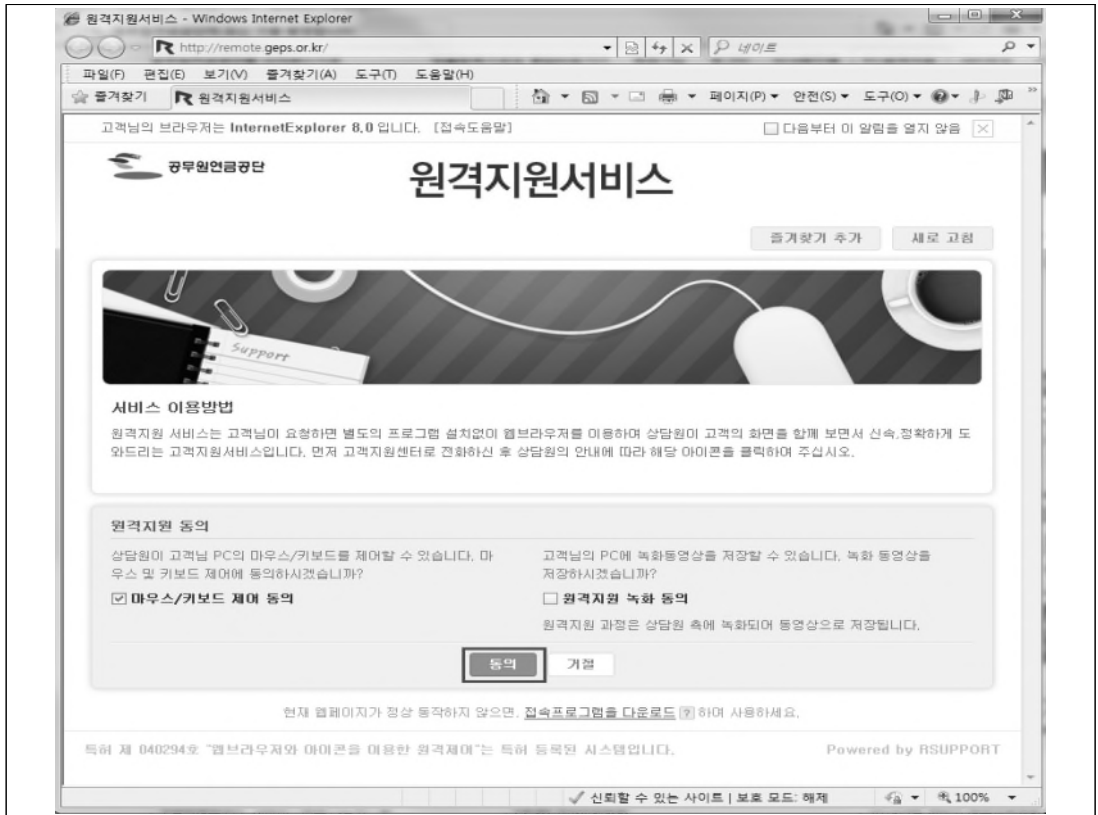 원격지원서비스 - Windows Internet Explorer
http://remote.geps.or.kr/
네이트
파일(F) 편집(E) 보기(V) 즐겨찾기(A) 도구(T) 도움말(H)
즐겨찾기 원격지원서비스 페이지(P) 안전(S) 도구(O)
고객님의 브라우저는 InternetExplorer 8.0 입니다. [접속도움말] 다음부터 이 알림을 열지 않음
공무원연금공단
원격지원서비스
즐겨찾기 추가 새로 고침
Support
서비스 이용방법
원격지원 서비스는 고객님이 요청하면 별도의 프로그램 설치없이 웹브라우저를 이용하여 상담원이 고객의 화면을 함께 보면서 신속,정확하게 도
와드리는 고객지원서비스입니다. 먼저 고객지원센터로 전화하신 후 상담원의 안내에 따라 해당 아이콘을 클릭하여 주십시오.
원격지원 동의
상담원이 고객님 PC의 마우스/키보드를 제어할 수 있습니다. 마
우스 및 키보드 제어에 동의하시겠습니까?
마우스/키보드 제어 동의
고객님의 PC에 녹화동영상을 저장할 수 있습니다. 녹화 동영상을
저장하시겠습니까?
원격지원 녹화 동의
원격지원 과정은 상담원 측에 녹화되어 동영상으로 저장됩니다.
동의 거절
현재 웹페이지가 정상 동작하지 않으면, 접속프로그램을 다운로드 ? 하여 사용하세요.
특허 제 040294호 "웹브라우저와 아이콘을 이용한 원격제어"는 특허 등록된 시스템입니다. Powered by RSUPPORT
신뢰할 수 있는 사이트 | 보호 모드: 해제 100%